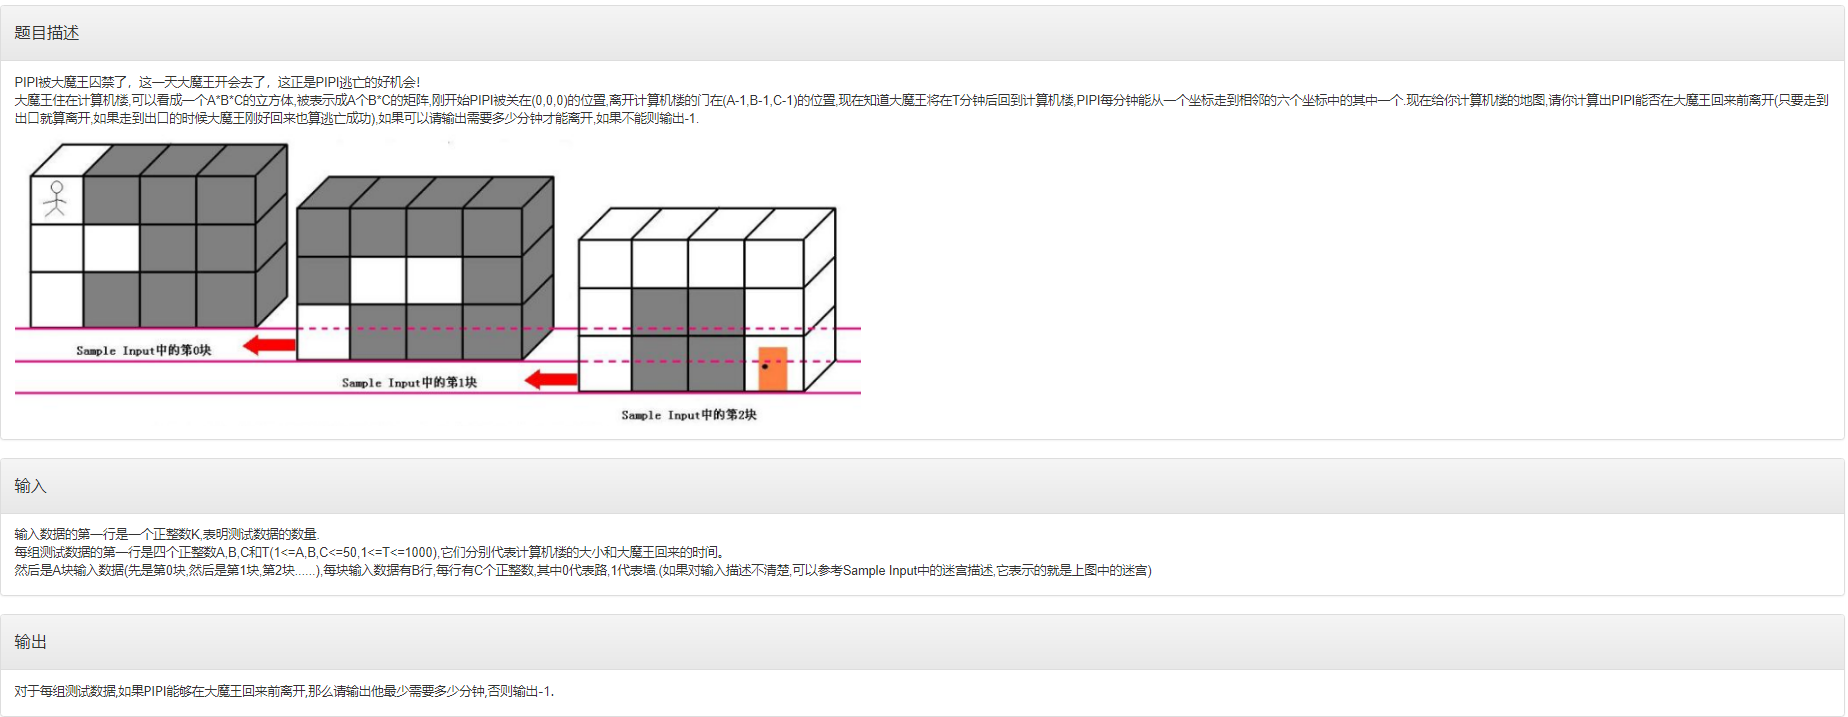 题目描述
PIPI被大魔王囚禁了，这一天大魔王开会去了，这正是PIPI逃亡的好机会!
大魔王住在计算机楼,可以看成一个A*B*C的立方体,被表示成A个B*C的矩阵,刚开始PIPI被关在(0,0,0)的位置,离开计算机楼的门在(A-1,B-1,C-1)的位置,现在知道大魔王将在T分钟后回到计算机楼,PIPI每分钟能从一个坐标走到相邻的六个坐标中的其中一个.现在给你计算机楼的地图,请你计算出PIPI能否在大魔王回来前离开(只要走到
出口就算离开,如果走到出口的时候大魔王刚好回来也算逃亡成功),如果可以请输出需要多少分钟才能离开,如果不能则输出-1.
Sample Input中的第0块
Sample Input中的第1块
Sample Input中的第2块
输入
输入数据的第一行是一个正整数K,表明测试数据的数量.
每组测试数据的第一行是四个正整数A,B,C和T(1<=A,B,C<=50,1<=T<=1000),它们分别代表计算机楼的大小和大魔王回来的时间。
然后是A块输入数据(先是第0块,然后是第1块,第2块......),每块输入数据有B行,每行有C个正整数,其中0代表路,1代表墙.(如果对输入描述不清楚,可以参考Sample Input中的迷宫描述,它表示的就是上图中的迷宫)
输出
对于每组测试数据,如果PIPI能够在大魔王回来前离开,那么请输出他最少需要多少分钟,否则输出-1.